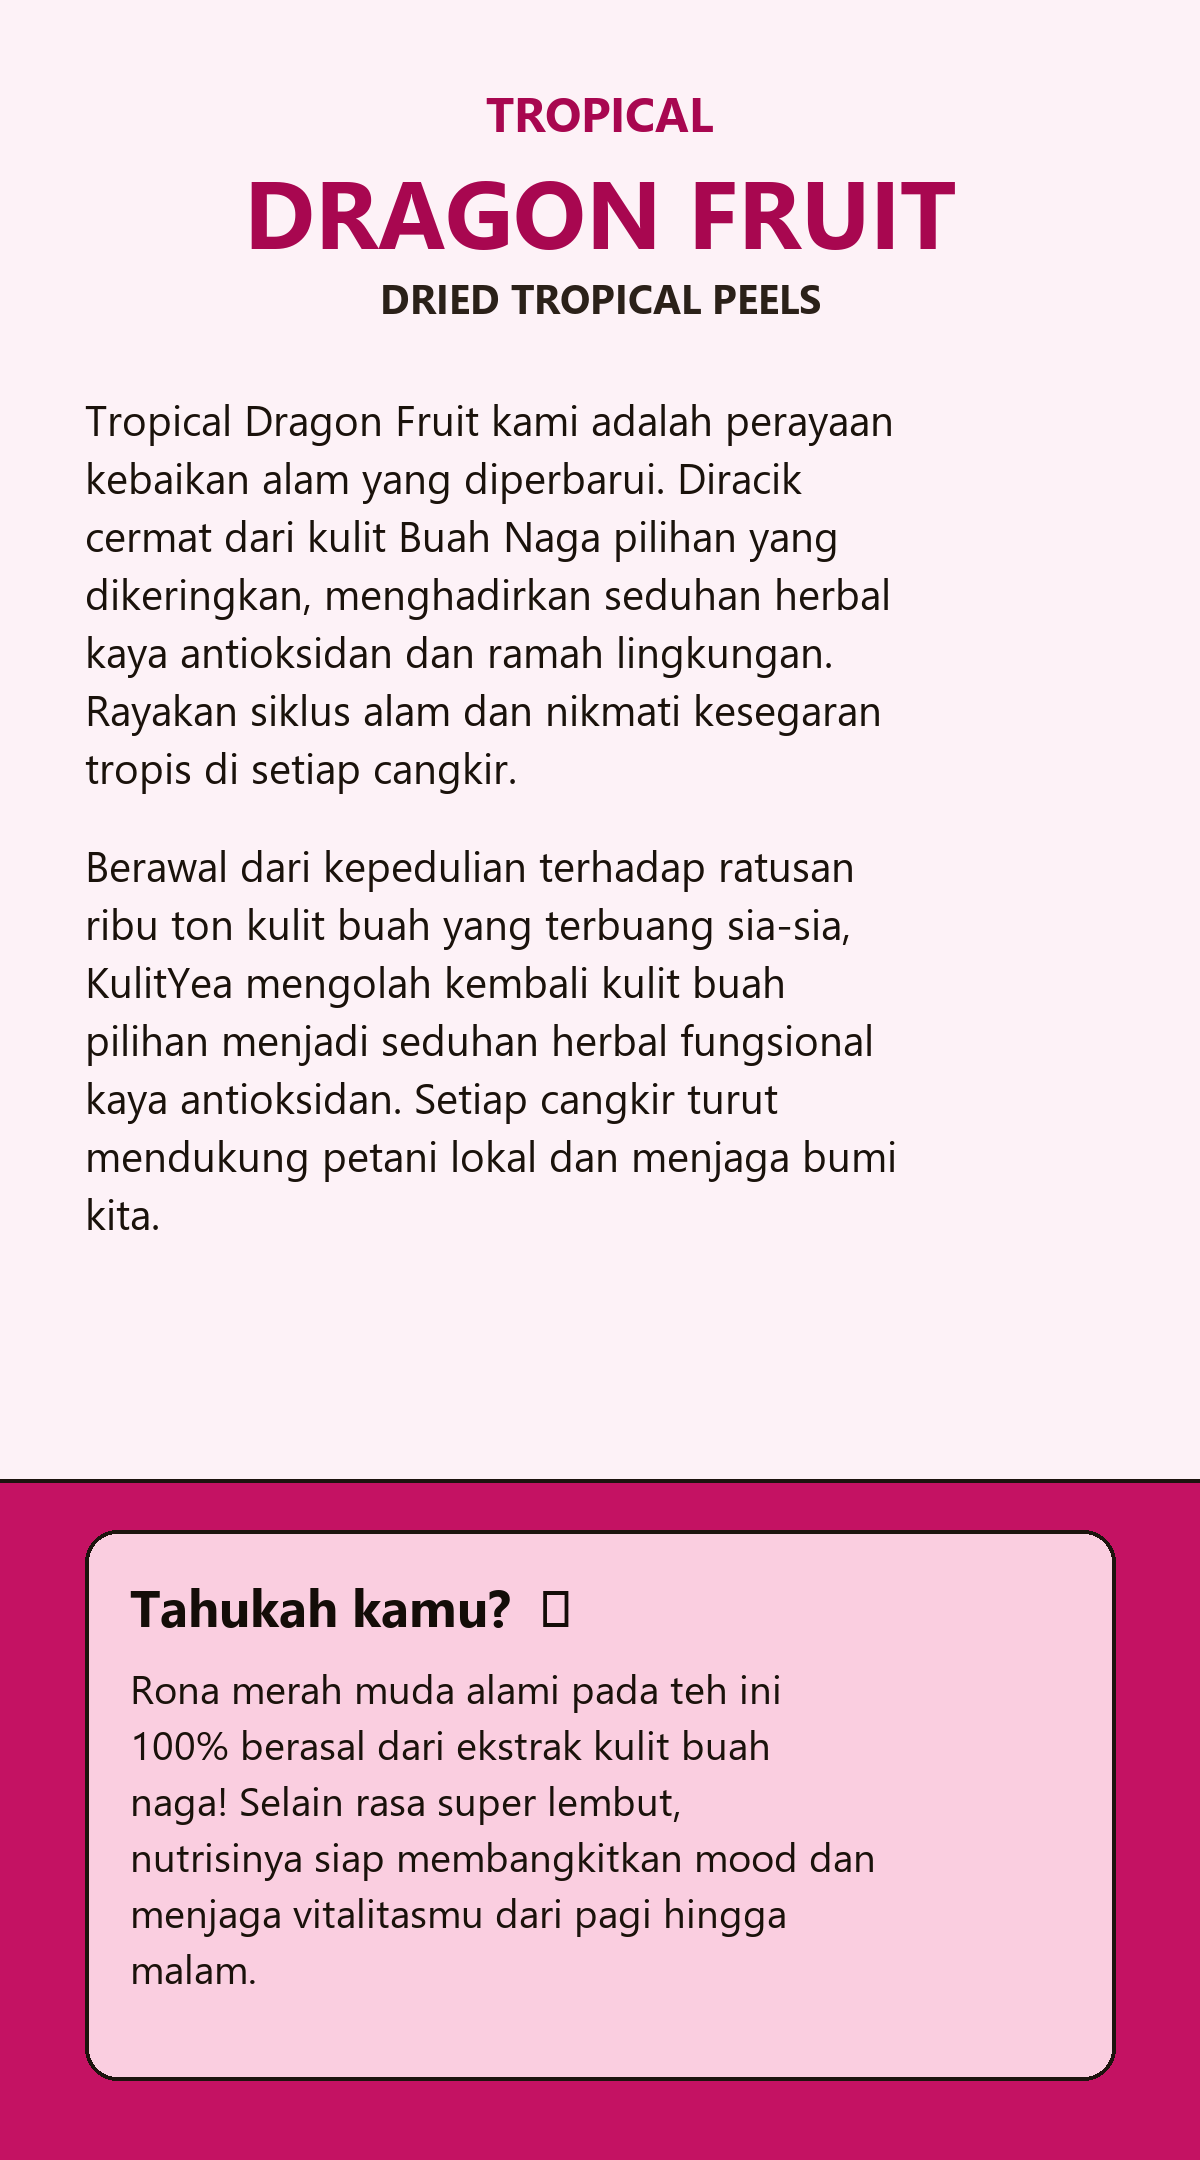 TROPICAL
DRAGON FRUIT
DRIED TROPICAL PEELS
Tropical Dragon Fruit kami adalah perayaan
kebaikan alam yang diperbarui. Diracik
cermat dari kulit Buah Naga pilihan yang
dikeringkan, menghadirkan seduhan herbal
kaya antioksidan dan ramah lingkungan.
Rayakan siklus alam dan nikmati kesegaran
tropis di setiap cangkir.
Berawal dari kepedulian terhadap ratusan
ribu ton kulit buah yang terbuang sia-sia,
KulitYea mengolah kembali kulit buah
pilihan menjadi seduhan herbal fungsional
kaya antioksidan. Setiap cangkir turut
mendukung petani lokal dan menjaga bumi
kita.
Tahukah kamu?
Rona merah muda alami pada teh ini
100% berasal dari ekstrak kulit buah
naga! Selain rasa super lembut,
nutrisinya siap membangkitkan mood dan
menjaga vitalitasmu dari pagi hingga
malam.